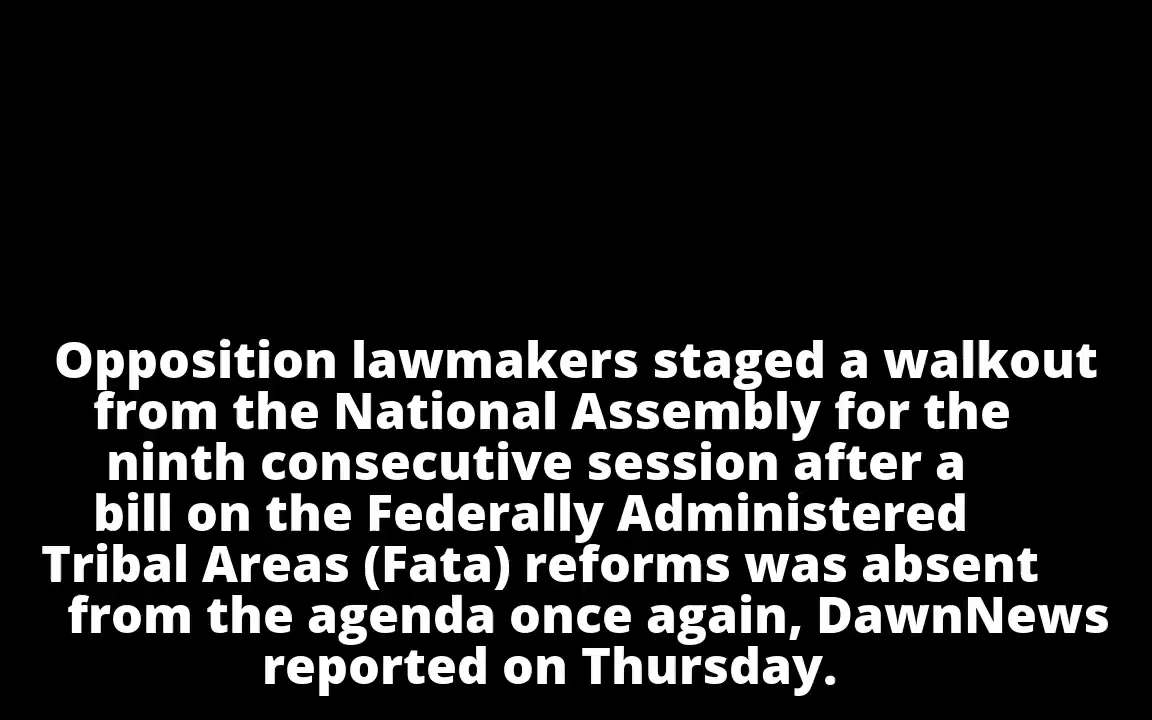 Opposition lawmakers staged a walkout
from the National Assembly for the
ninth consecutive session after a
bill on the Federally Administered
Tribal Areas (Fata) reforms was absent
from the agenda once again, DawnNews
reported on Thursday.